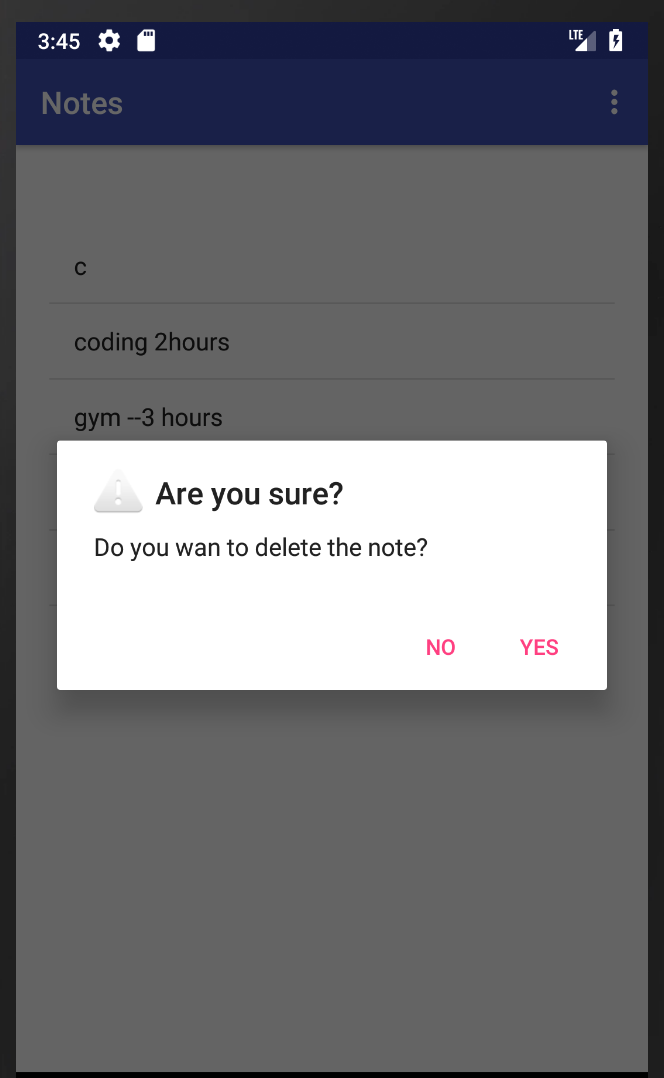 3:45 LTE
Notes
c
coding 2hours
gym --3 hours
Are you sure?
Do you wan to delete the note?
NO YES